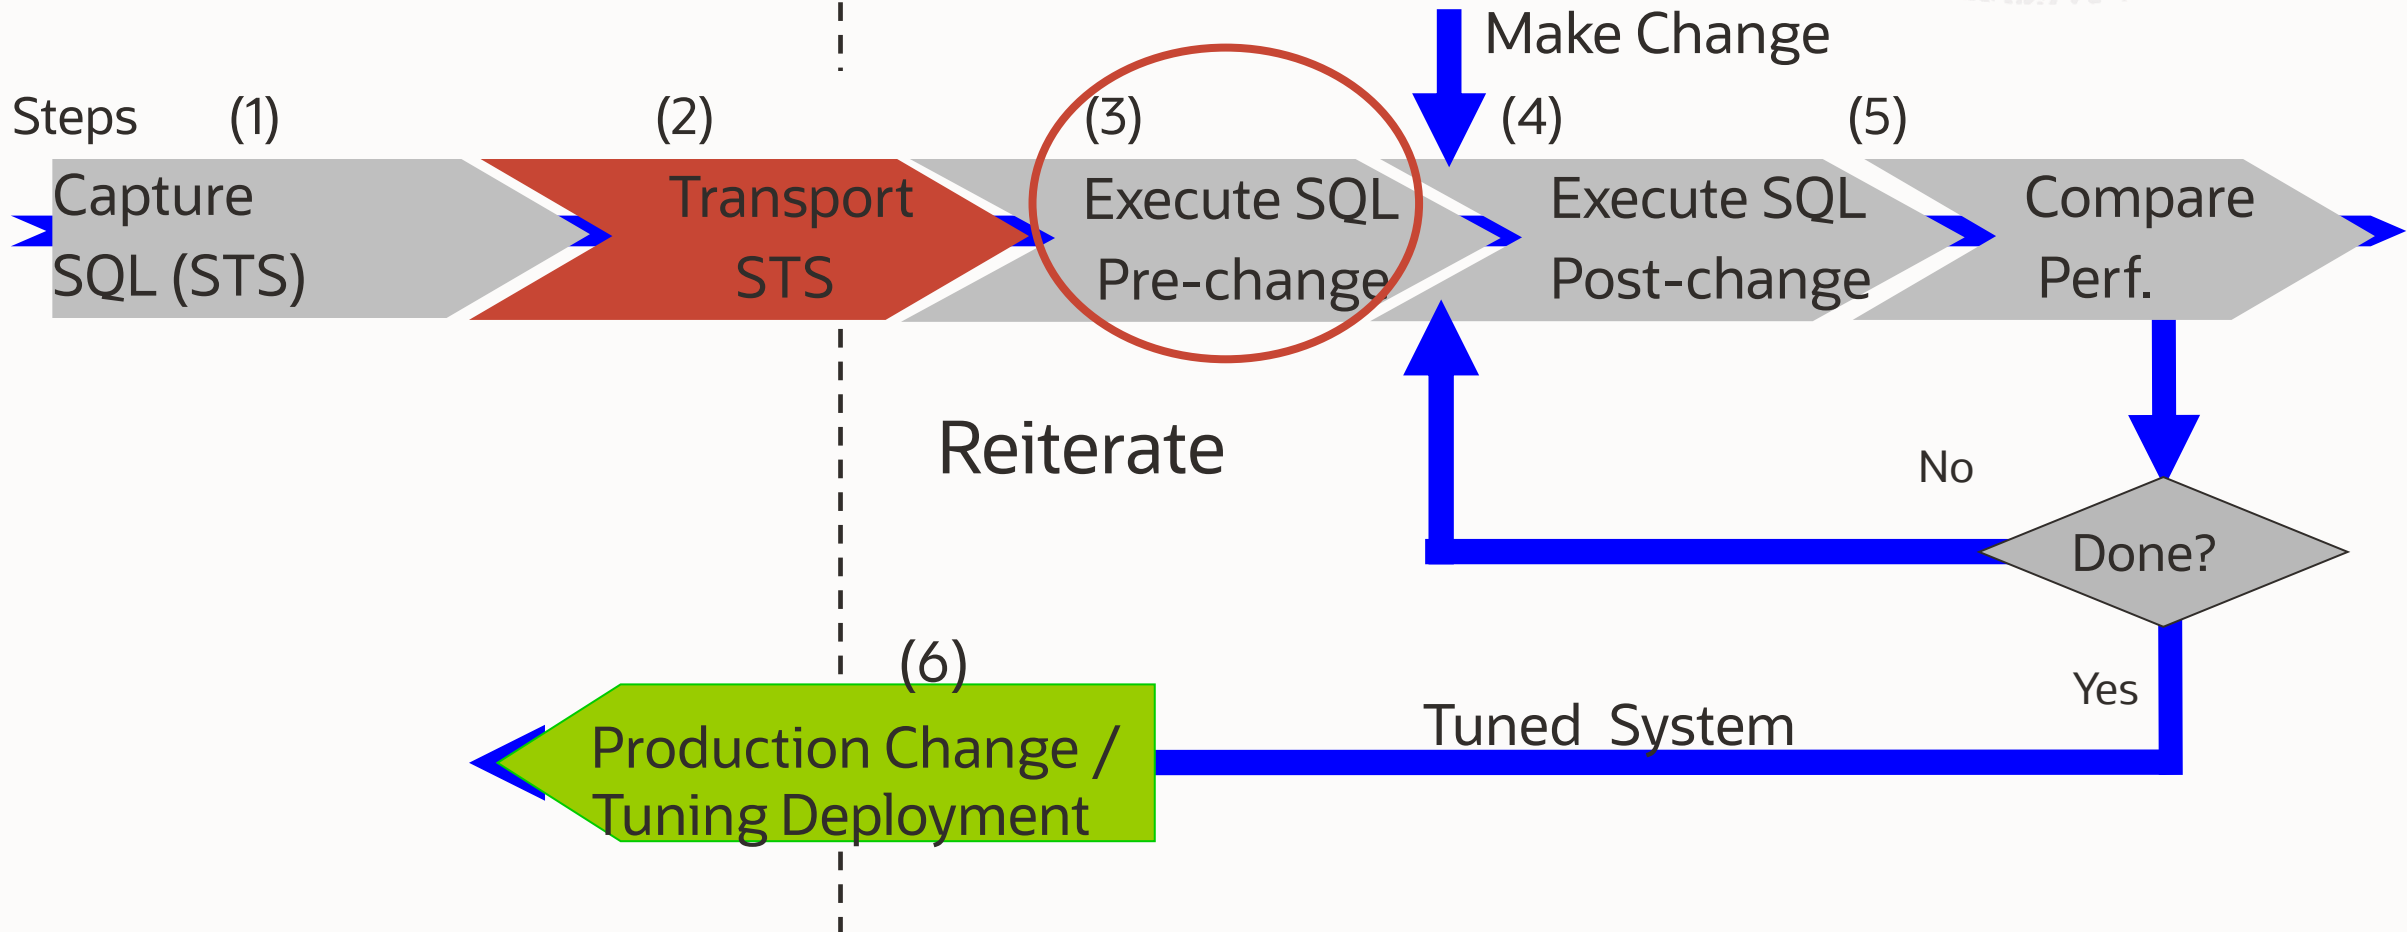 Make Change
Steps (1) (2) (3) (4) (5)
Capture
SQL (STS)
Transport
STS
Execute SQL
Pre-change
Execute SQL
Post-change
Compare
Perf.
Reiterate
No
Done?
Yes
Tuned System
(6)
Production Change /
Tuning Deployment